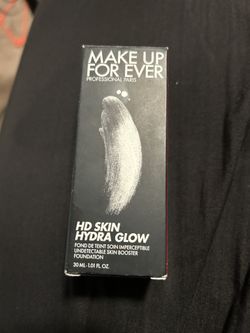 MAKE UP
FOR EVER
PROFESSIONAL PARIS
HD SKIN
HYDRA GLOW
FOND DE TEINT SOIN IMPERCEPTIBLE
UNDETECTABLE SKIN BOOSTER
FOUNDATION
30 ML - 1.01 FL. OZ.